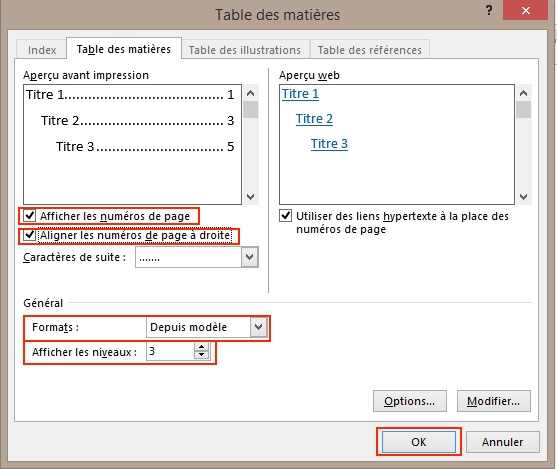 Table des matières
? ×
Index Table des matières Table des illustrations Table des références
Aperçu avant impression
Titre 1........................................ 1
Titre 2.................................... 3
Titre 3................................. 5
Aperçu web
Titre 1
Titre 2
Titre 3
Afficher les numéros de page
Aligner les numéros de page à droite
Caractères de suite : .......
Utiliser des liens hypertexte à la place des
numéros de page
Général
Formats : Depuis modèle
Afficher les niveaux : 3
Options... Modifier...
OK Annuler